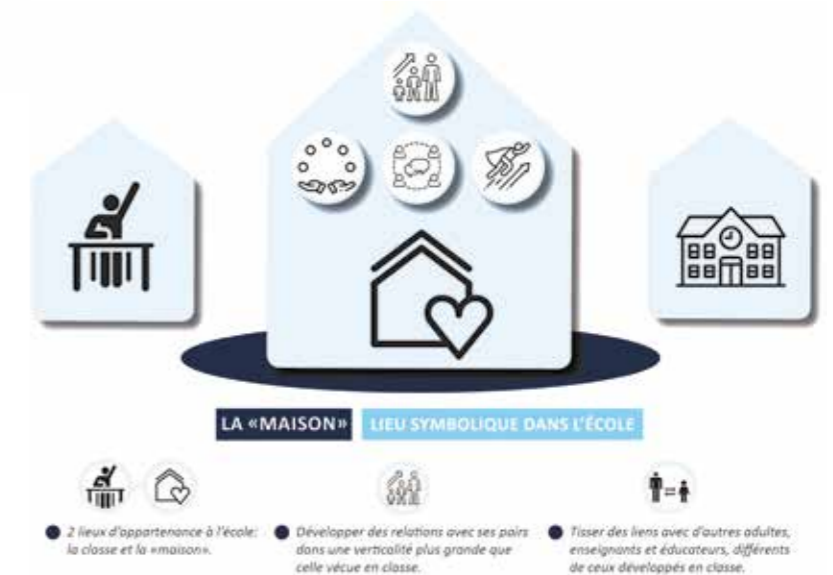 LA «MAISON» LIEU SYMBOLIQUE DANS L'ÉCOLE
2 lieux d'appartenance à l'école:
la classe et la «maison».
Développer des relations avec ses pairs
dans une verticalité plus grande que
celle vécue en classe.
Tisser des liens avec d'autres adultes,
enseignants et éducateurs, différents
de ceux développés en classe.